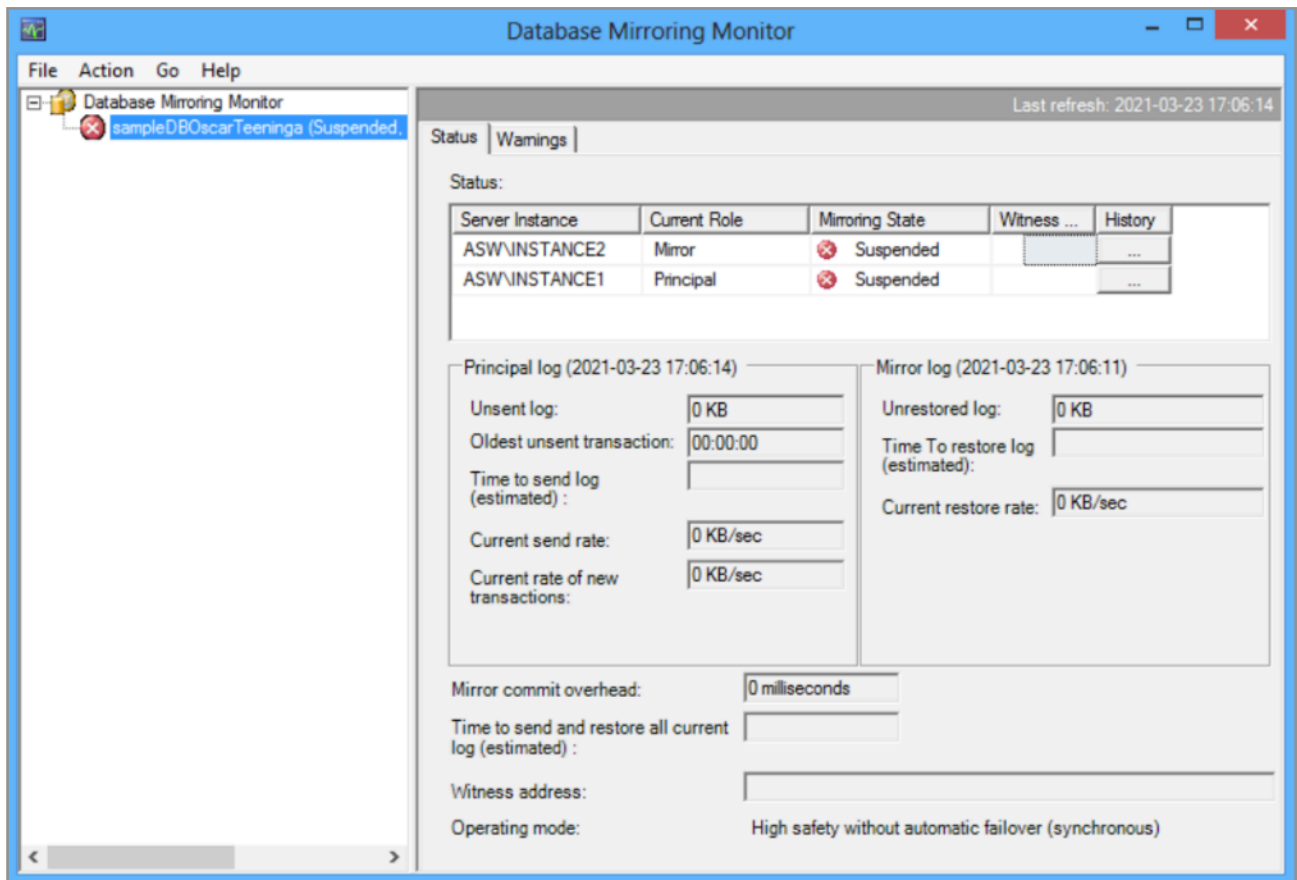 Database Mirroring Monitor
File Action Go Help
Database Mirroring Monitor
sampleDBOscarTeeninga (Suspended,
Last refresh: 2021-03-23 17:06:14
Status Warnings
Status:
Server Instance Current Role Mirroring State Witness ... History
ASW\INSTANCE2 Mirror Suspended ...
ASW\INSTANCE1 Principal Suspended ...
Principal log (2021-03-23 17:06:14)
Unsent log: 0 KB
Oldest unsent transaction: 00:00:00
Time to send log
(estimated) :
Current send rate: 0 KB/sec
Current rate of new 0 KB/sec
transactions:
Mirror log (2021-03-23 17:06:11)
Unrestored log: 0 KB
Time To restore log
(estimated):
Current restore rate: 0 KB/sec
Mirror commit overhead: 0 milliseconds
Time to send and restore all current
log (estimated) :
Witness address:
Operating mode: High safety without automatic failover (synchronous)